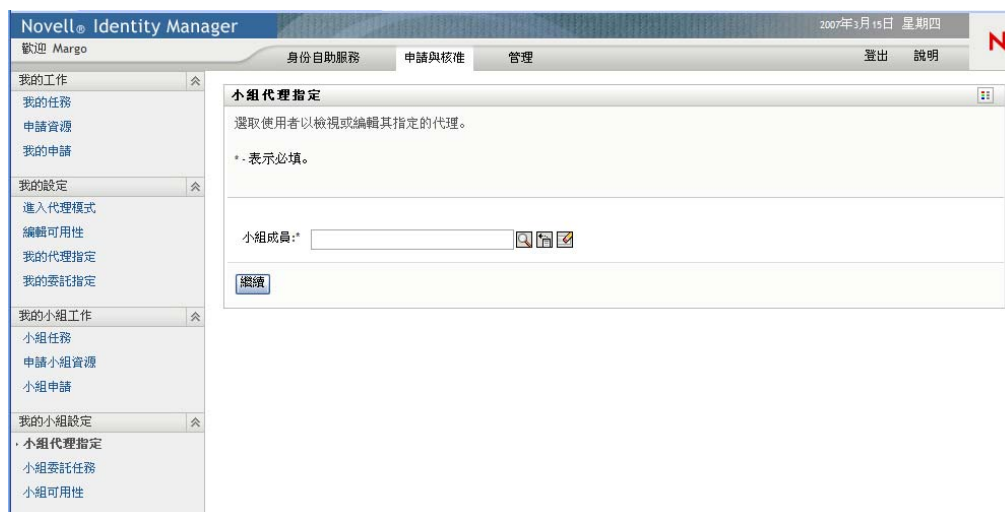 Novell® Identity Manager
2007年3月15日 星期四
歡迎 Margo
身份自助服務
申請與核准
管理
登出
說明
N
我的工作
我的任務
申請資源
我的申請
我的設定
進入代理模式
編輯可用性
我的代理指定
我的委託指定
我的小組工作
小組任務
申請小組資源
小組申請
我的小組設定
小組代理指定
小組委託任務
小組可用性
小組代理指定
選取使用者以檢視或編輯其指定的代理。
* - 表示必填。
小組成員:*
繼續